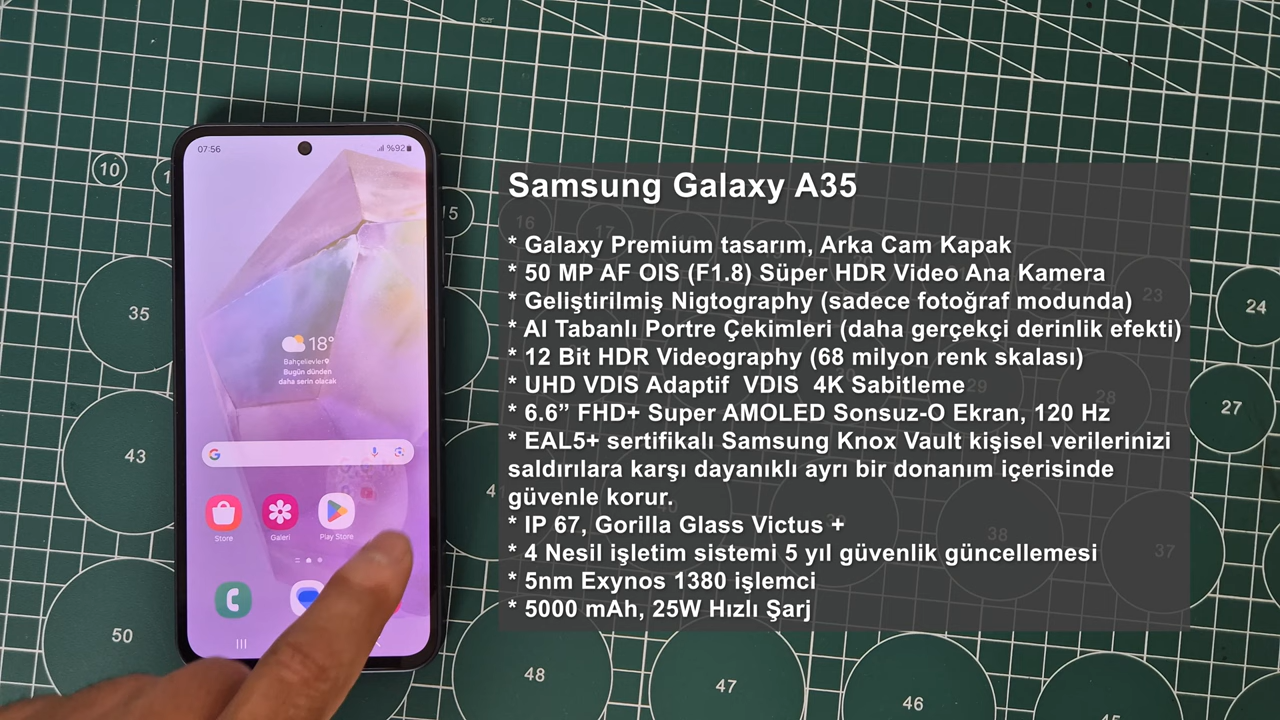 07:56
%92
18°
Bahçelievler
Bugün dünden
daha serin olacak
Store
Galeri
Play Store
Samsung Galaxy A35
* Galaxy Premium tasarım, Arka Cam Kapak
* 50 MP AF OIS (F1.8) Süper HDR Video Ana Kamera
* Geliştirilmiş Nigtography (sadece fotoğraf modunda)
* AI Tabanlı Portre Çekimleri (daha gerçekçi derinlik efekti)
* 12 Bit HDR Videography (68 milyon renk skalası)
* UHD VDIS Adaptif  VDIS  4K Sabitleme
* 6.6” FHD+ Super AMOLED Sonsuz-O Ekran, 120 Hz
* EAL5+ sertifikalı Samsung Knox Vault kişisel verilerinizi
saldırılara karşı dayanıklı ayrı bir donanım içerisinde
güvenle korur.
* IP 67, Gorilla Glass Victus +
* 4 Nesil işletim sistemi 5 yıl güvenlik güncellemesi
* 5nm Exynos 1380 işlemci
* 5000 mAh, 25W Hızlı Şarj
10
35
43
50
15
16
17
22
23
24
27
28
29
37
38
48
47
46